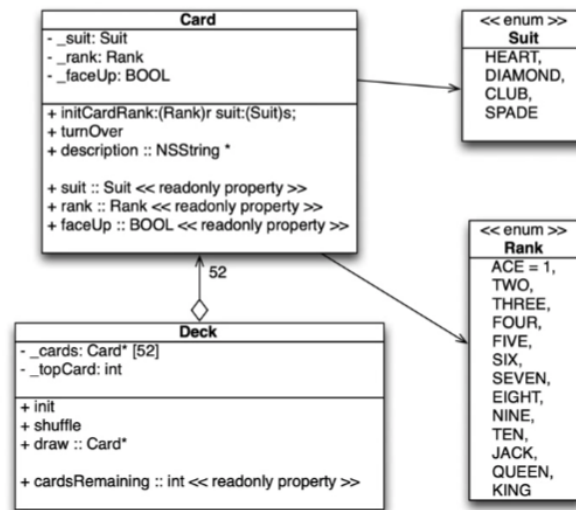 Card
- _suit: Suit
- _rank: Rank
- _faceUp: BOOL
+ initCardRank:(Rank)r suit:(Suit)s;
+ turnOver
+ description :: NSString *
+ suit :: Suit << readonly property >>
+ rank :: Rank << readonly property >>
+ faceUp :: BOOL << readonly property >>
<< enum >>
Suit
HEART,
DIAMOND,
CLUB,
SPADE
52
Deck
- _cards: Card* [52]
- _topCard: int
+ init
+ shuffle
+ draw :: Card*
+ cardsRemaining :: int << readonly property >>
<< enum >>
Rank
ACE = 1,
TWO,
THREE,
FOUR,
FIVE,
SIX,
SEVEN,
EIGHT,
NINE,
TEN,
JACK,
QUEEN,
KING